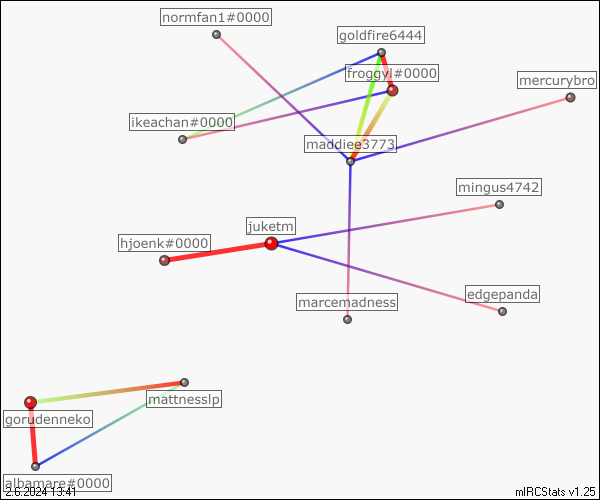 normfan1#0000
goldfire6444
froggyl#0000
mercurybro
ikeachan#0000
maddiee3773
mingus4742
juketm
hjoenk#0000
edgepanda
marcemadness
mattnesslp
gorudenneko
albamare#0000
2.6.2024 13:41
mIRCStats v1.25